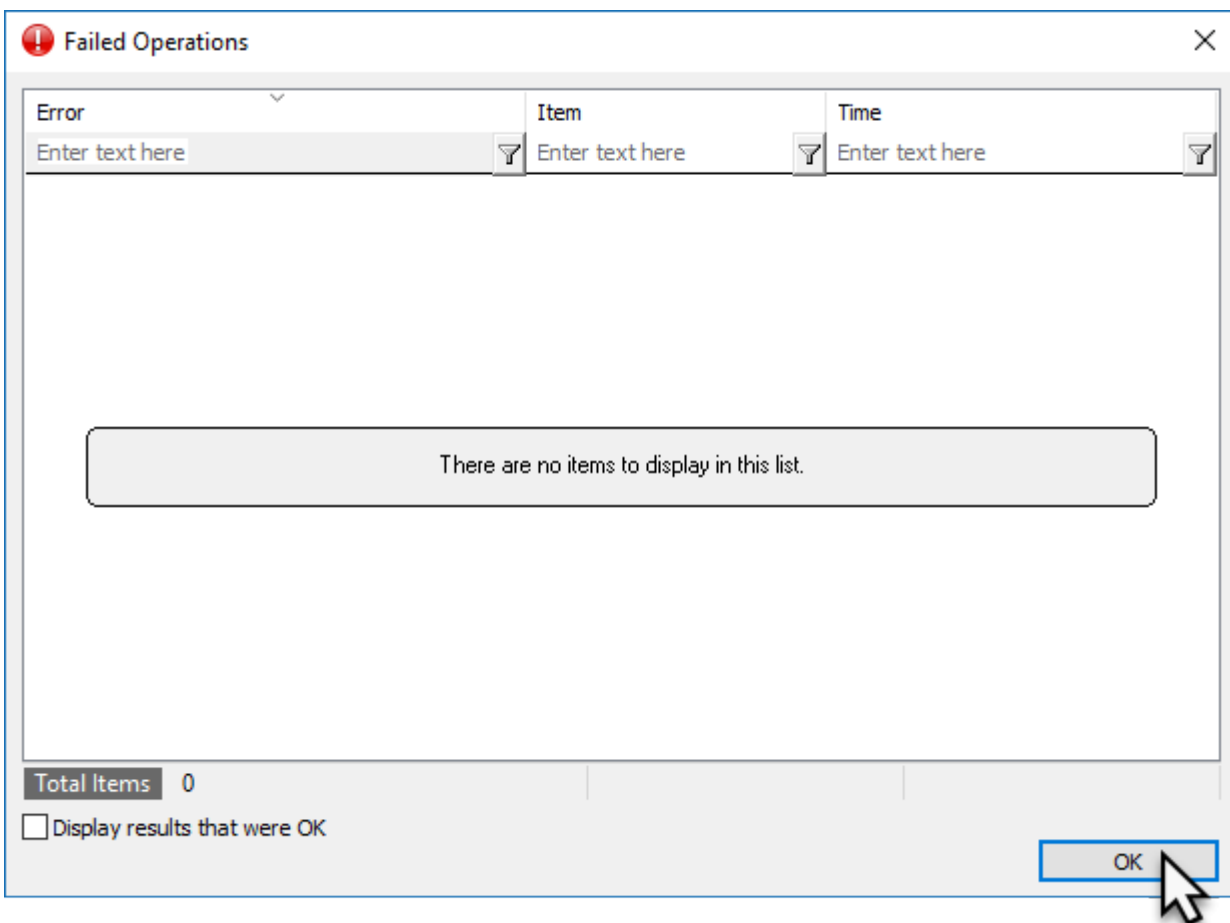 Failed Operations
Error Item Time
Enter text here Enter text here Enter text here
There are no items to display in this list.
Total Items 0
Display results that were OK
OK